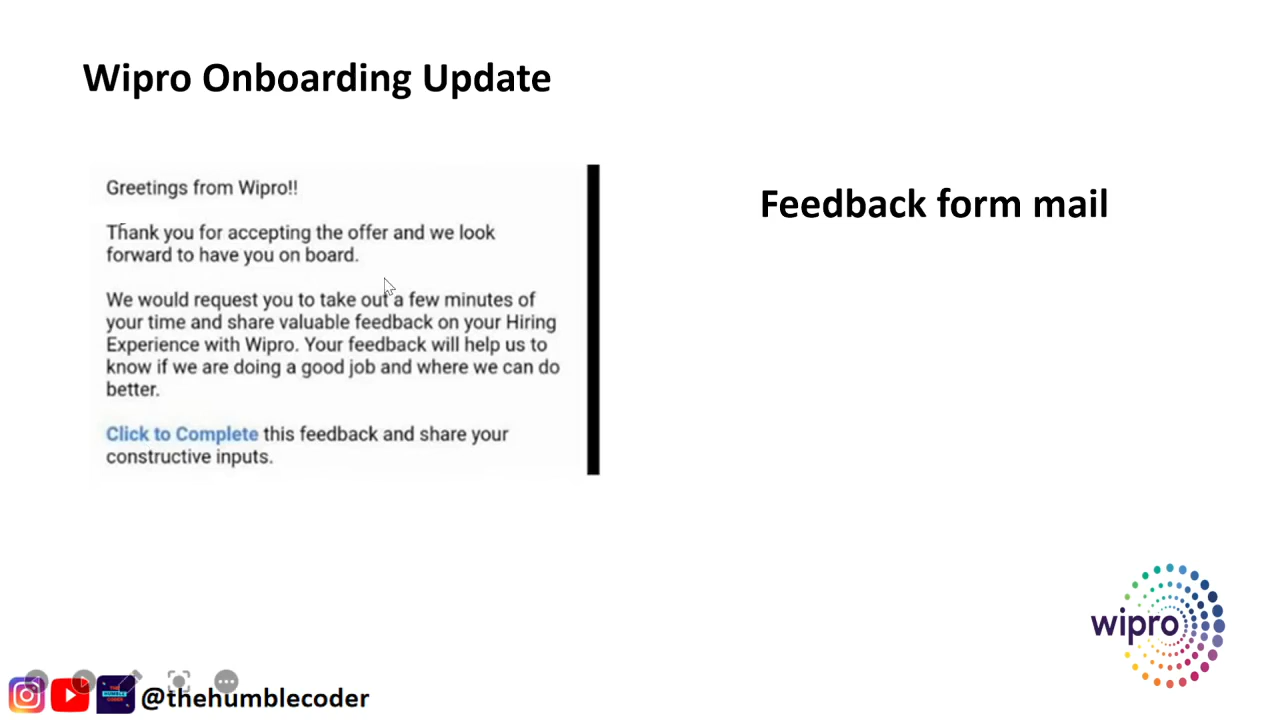 Wipro Onboarding Update
Greetings from Wipro!!
Thank you for accepting the offer and we look
forward to have you on board.
We would request you to take out a few minutes of
your time and share valuable feedback on your Hiring
Experience with Wipro. Your feedback will help us to
know if we are doing a good job and where we can do
better.
Click to Complete this feedback and share your
constructive inputs.
Feedback form mail
wipro
THE
HUMBLE
CODER
@thehumblecoder